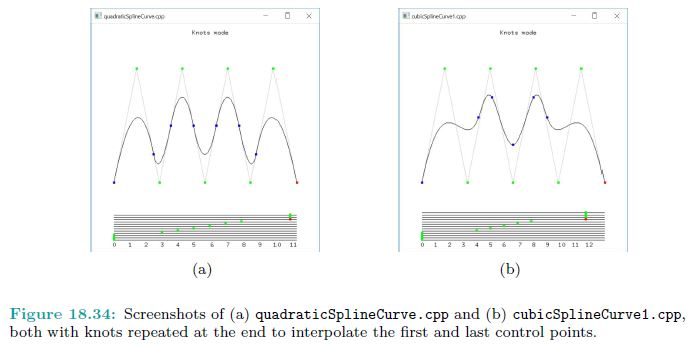 quadraticSplineCurve.cpp
Knots mode
0 1 2 3 4 5 6 7 8 9 10 11
(a)
cubicSplineCurve1.cpp
Knots mode
0 1 2 3 4 5 6 7 8 9 10 11 12
(b)
Figure 18.34: Screenshots of (a) quadraticSplineCurve.cpp and (b) cubicSplineCurve1.cpp,
both with knots repeated at the end to interpolate the first and last control points.